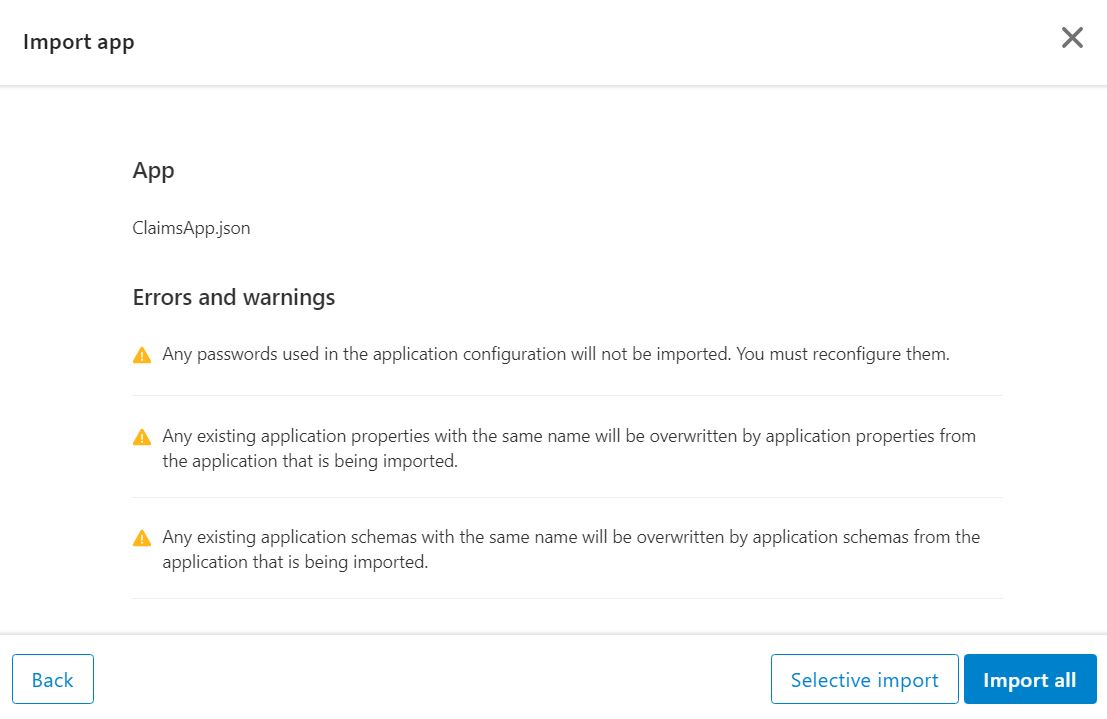 Import app
App
ClaimsApp.json
Errors and warnings
Any passwords used in the application configuration will not be imported. You must reconfigure them.
Any existing application properties with the same name will be overwritten by application properties from
the application that is being imported.
Any existing application schemas with the same name will be overwritten by application schemas from the
application that is being imported.
Back
Selective import
Import all